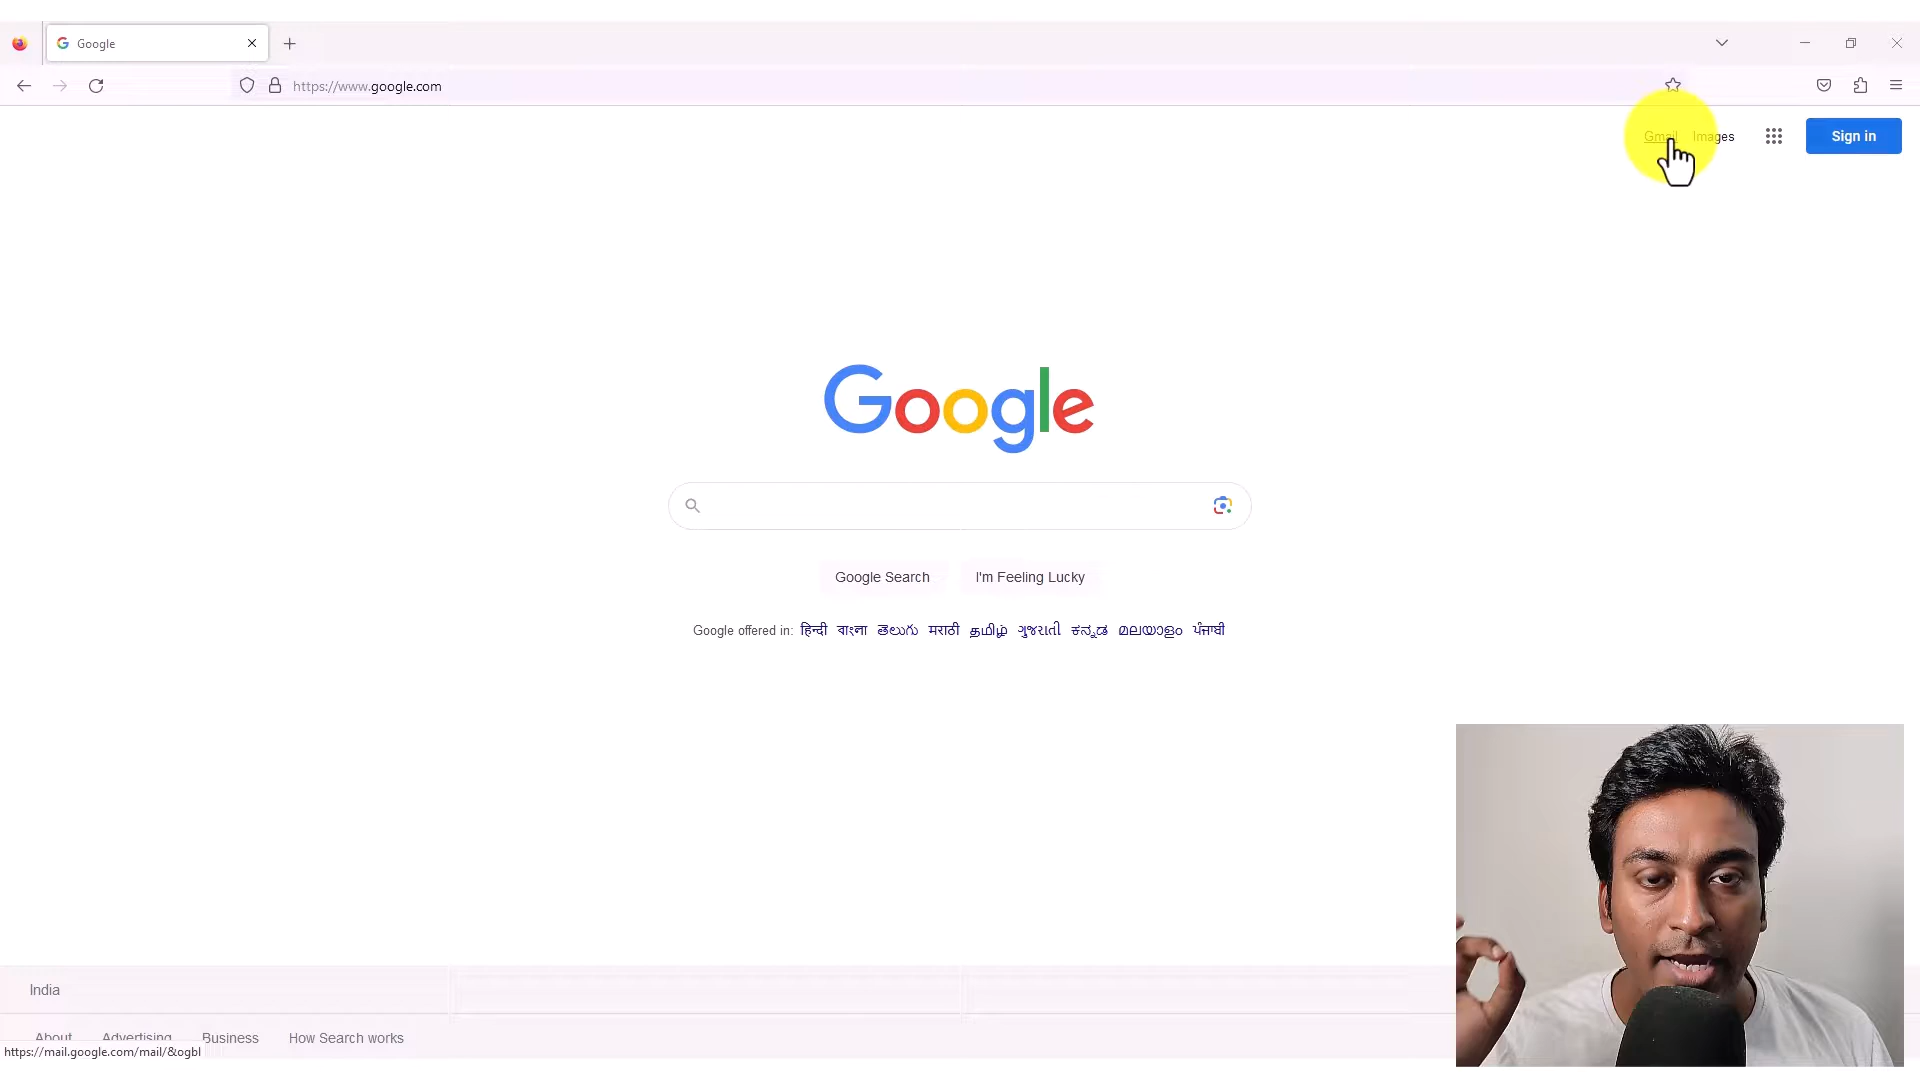 Google
https://www.google.com
Gmail Images Sign in
Google
Google Search I'm Feeling Lucky
Google offered in: हिन्दी বাংলা తెలుగు मराठी தமிழ் ગુજરાતી ಕನ್ನಡ മലയാളം ਪੰਜਾਬੀ
India
About Advertising Business How Search works
https://mail.google.com/mail/&ogbl